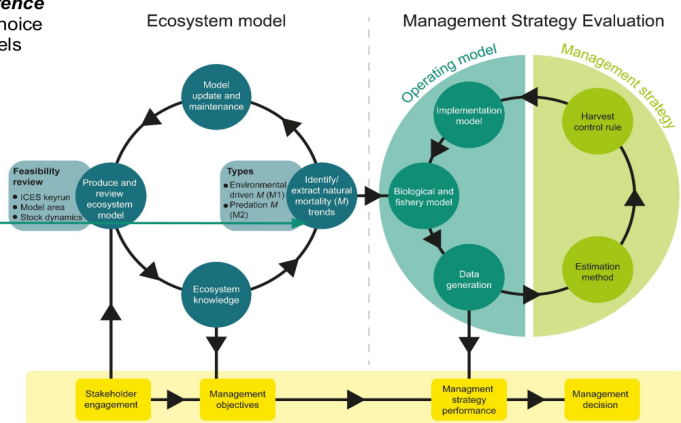 erence
hoice
els
Ecosystem model
Management Strategy Evaluation
Model
update and
maintenance
Feasibility
review
• ICES keyrun
• Model area
• Stock dynamics
Produce and
review
ecosystem
model
Types
• Environmental
driven M (M1)
• Predation M
(M2)
Identify/
extract natural
mortality (M)
trends
Ecosystem
knowledge
Operating model
Management strategy
Implementation
model
Harvest
control rule
Biological and
fishery model
Data
generation
Estimation
method
Stakeholder
engagement
Management
objectives
Managment
strategy
performance
Management
decision